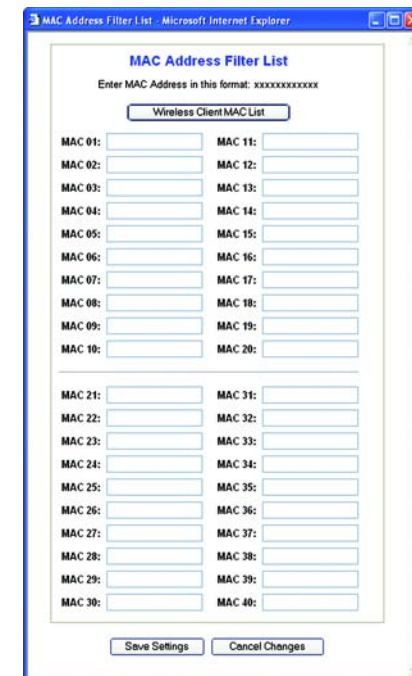 MAC Address Filter List - Microsoft Internet Explorer
MAC Address Filter List
Enter MAC Address in this format: xxxxxxxxxxxx
Wireless Client MAC List
MAC 01: MAC 11:
MAC 02: MAC 12:
MAC 03: MAC 13:
MAC 04: MAC 14:
MAC 05: MAC 15:
MAC 06: MAC 16:
MAC 07: MAC 17:
MAC 08: MAC 18:
MAC 09: MAC 19:
MAC 10: MAC 20:
MAC 21: MAC 31:
MAC 22: MAC 32:
MAC 23: MAC 33:
MAC 24: MAC 34:
MAC 25: MAC 35:
MAC 26: MAC 36:
MAC 27: MAC 37:
MAC 28: MAC 38:
MAC 29: MAC 39:
MAC 30: MAC 40:
Save Settings Cancel Changes